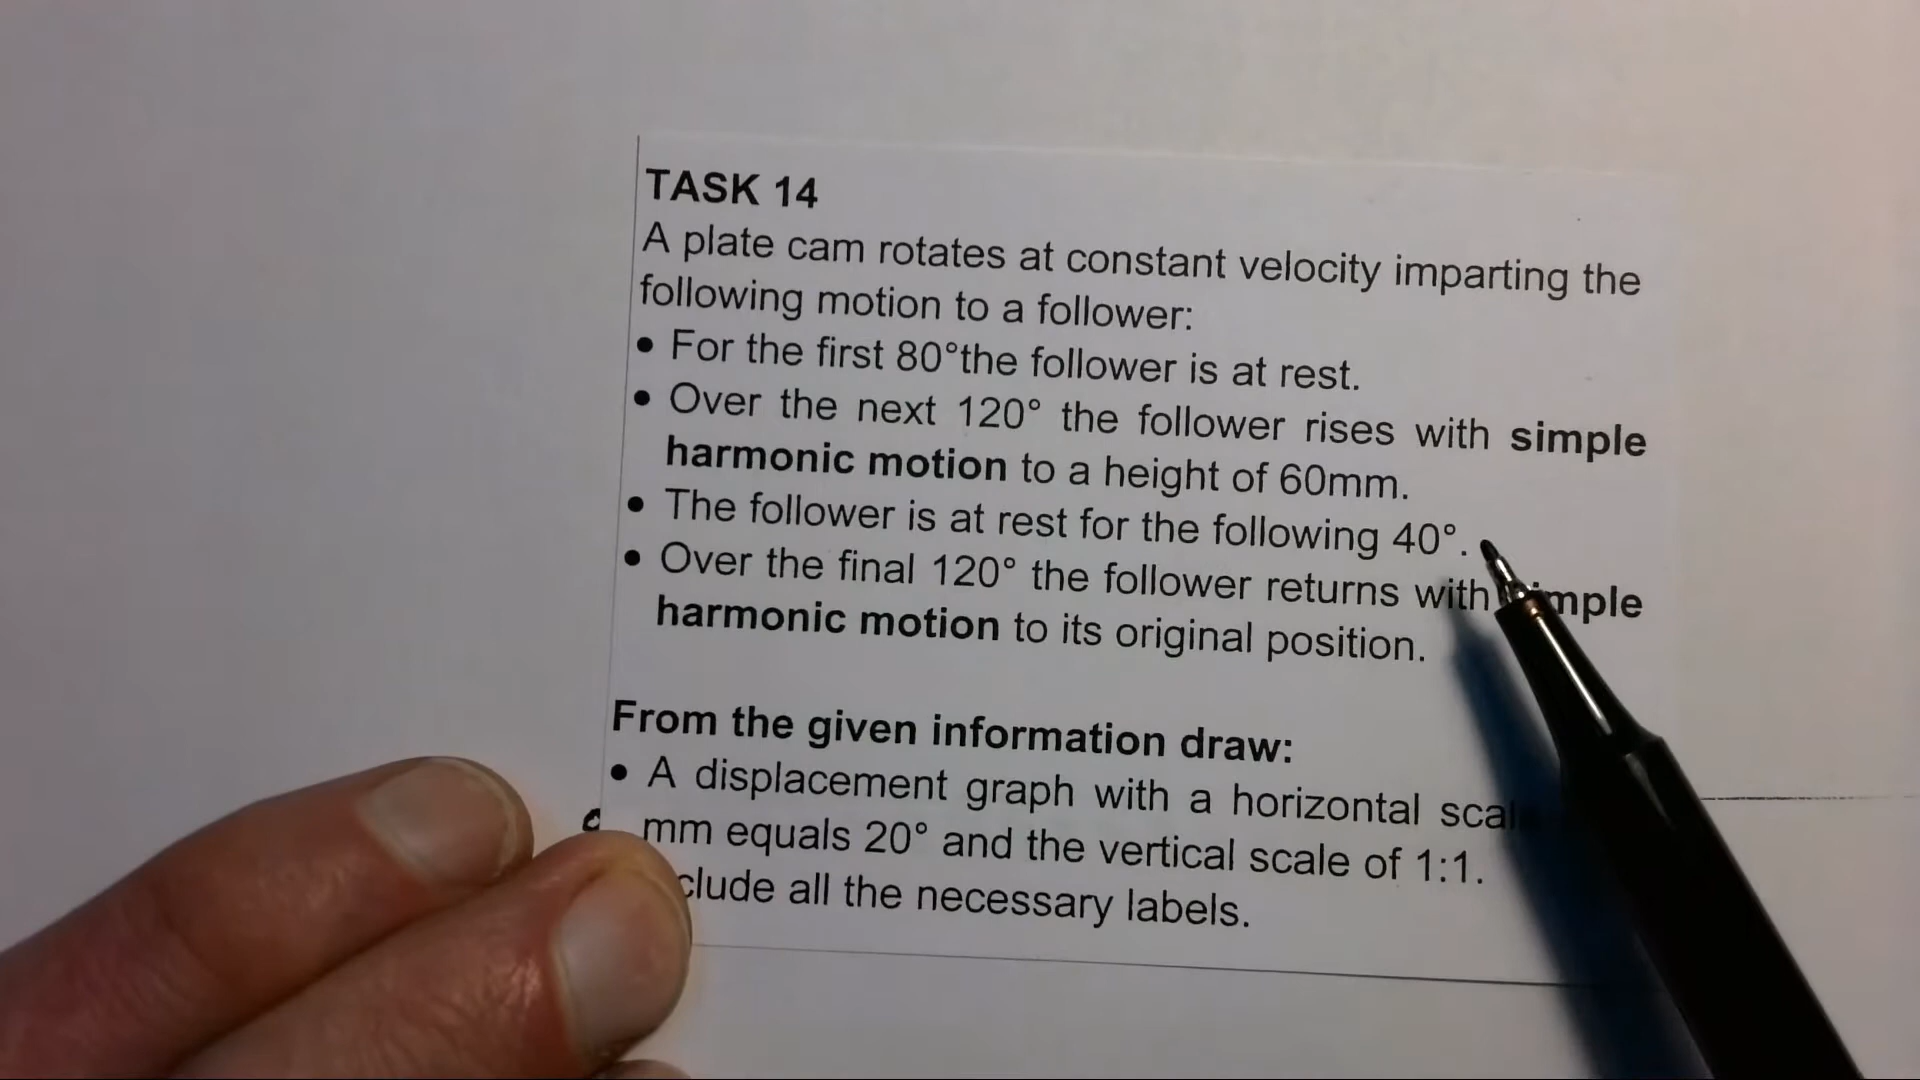 TASK 14
A plate cam rotates at constant velocity imparting the
following motion to a follower:
• For the first 80°the follower is at rest.
• Over the next 120° the follower rises with simple
harmonic motion to a height of 60mm.
• The follower is at rest for the following 40°.
• Over the final 120° the follower returns with
harmonic motion to its original position.
From the given information draw:
• A displacement graph with a horizontal
mm equals 20° and the vertical scale of 1:1.
all the necessary labels.